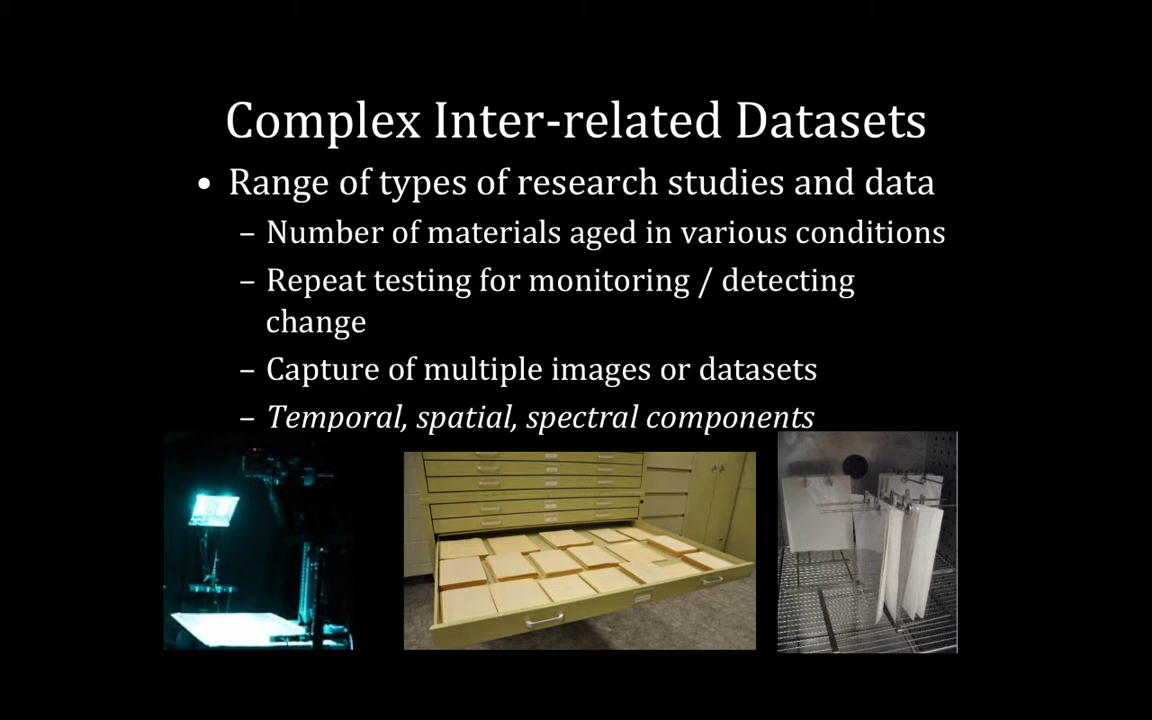 Complex Inter-related Datasets
• Range of types of research studies and data
– Number of materials aged in various conditions
– Repeat testing for monitoring / detecting
change
– Capture of multiple images or datasets
– Temporal, spatial, spectral components